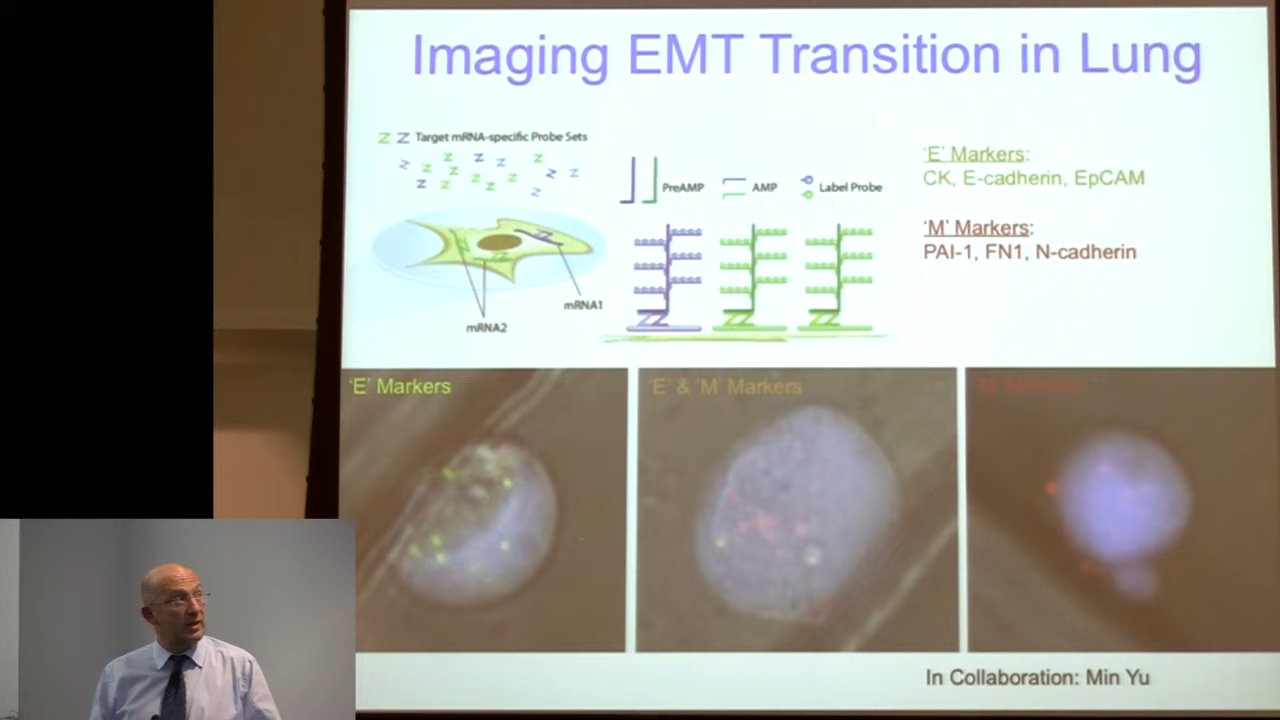 Imaging EMT Transition in Lung
Target mRNA-specific Probe Sets
PreAMP
AMP
Label Probe
mRNA1
mRNA2
'E' Markers:
CK, E-cadherin, EpCAM
'M' Markers:
PAI-1, FN1, N-cadherin
'E' Markers
'E' & 'M' Markers
'M' Markers
In Collaboration: Min Yu